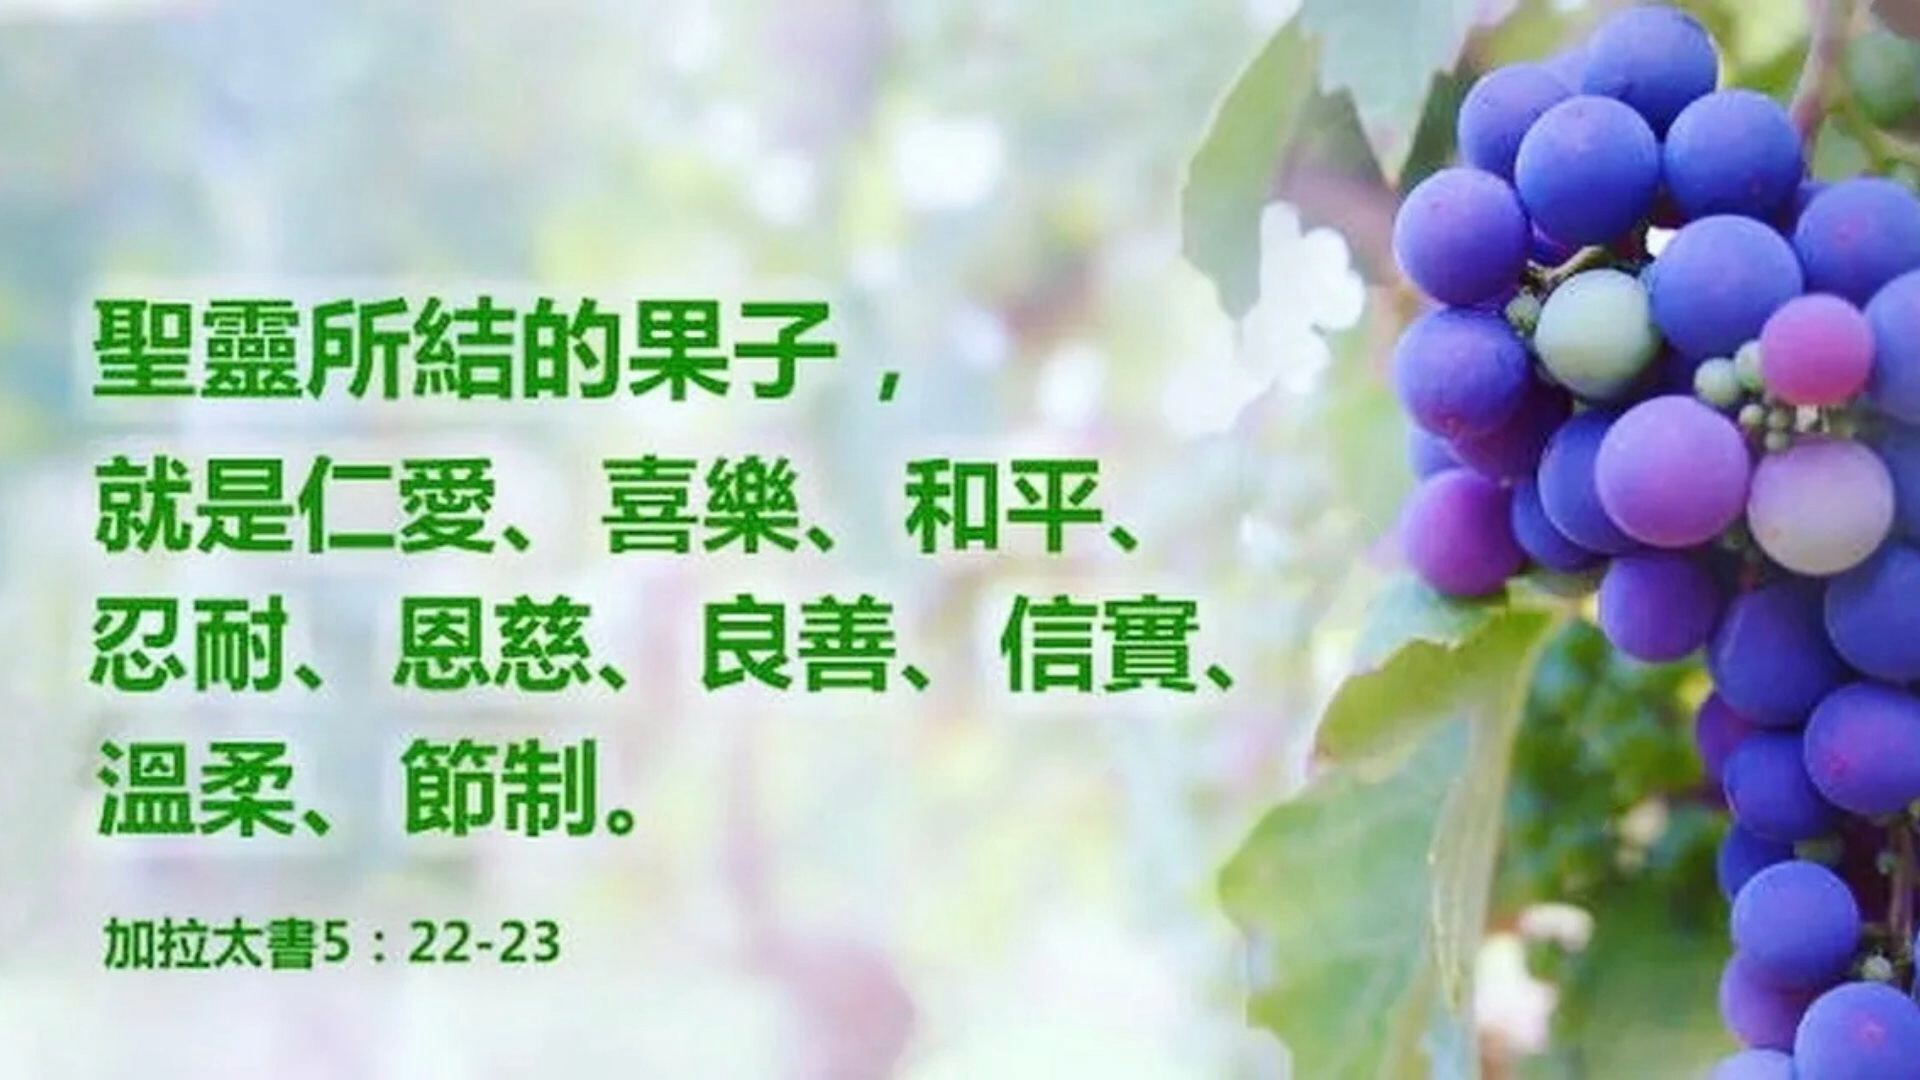 聖靈所結的果子，
就是仁愛、喜樂、和平、
忍耐、恩慈、良善、信實、
溫柔、節制。
加拉太書5：22-23